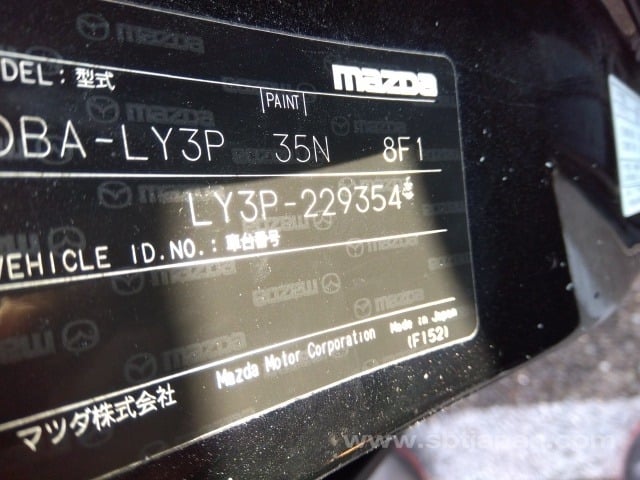 mazda
ODEL : 型式
PAINT
DBA-LY3P 35N 8F1
LY3P-229354
VEHICLE ID.NO.: 車台番号
Mazda Motor Corporation Made in Japan
マツダ株式会社 (F152)
www.sbtjapan.com